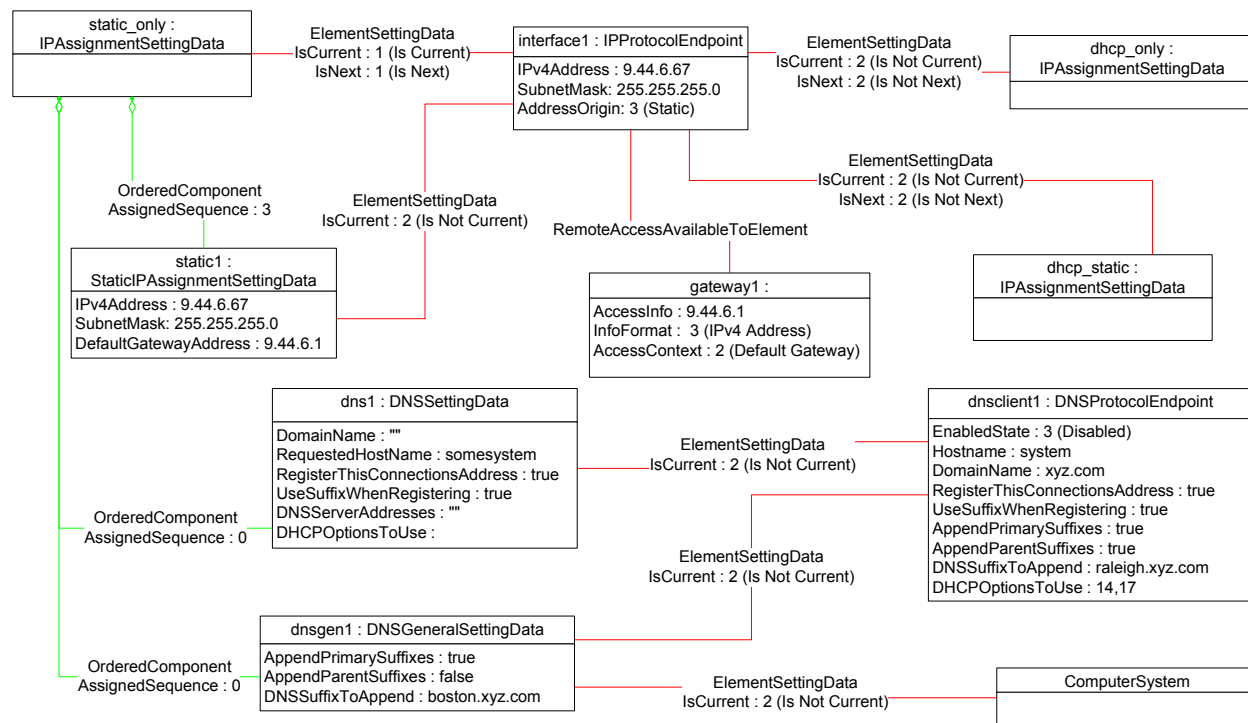 static_only :
IPAssignmentSettingData
ElementSettingData
IsCurrent : 1 (Is Current)
IsNext : 1 (Is Next)
interface1 : IPProtocolEndpoint
IPv4Address : 9.44.6.67
SubnetMask: 255.255.255.0
AddressOrigin: 3 (Static)
ElementSettingData
IsCurrent : 2 (Is Not Current)
IsNext : 2 (Is Not Next)
dhcp_only :
IPAssignmentSettingData
ElementSettingData
IsCurrent : 2 (Is Not Current)
IsNext : 2 (Is Not Next)
OrderedComponent
AssignedSequence : 3
ElementSettingData
IsCurrent : 2 (Is Not Current)
RemoteAccessAvailableToElement
static1 :
StaticIPAssignmentSettingData
IPv4Address : 9.44.6.67
SubnetMask: 255.255.255.0
DefaultGatewayAddress : 9.44.6.1
gateway1 :
AccessInfo : 9.44.6.1
InfoFormat : 3 (IPv4 Address)
AccessContext : 2 (Default Gateway)
dhcp_static :
IPAssignmentSettingData
dns1 : DNSSettingData
DomainName : ""
RequestedHostName : somesystem
RegisterThisConnectionsAddress : true
UseSuffixWhenRegistering : true
DNSServerAddresses : ""
DHCPOptionsToUse :
ElementSettingData
IsCurrent : 2 (Is Not Current)
dnsclient1 : DNSProtocolEndpoint
EnabledState : 3 (Disabled)
Hostname : system
DomainName : xyz.com
RegisterThisConnectionsAddress : true
UseSuffixWhenRegistering : true
AppendPrimarySuffixes : true
AppendParentSuffixes : true
DNSSuffixToAppend : raleigh.xyz.com
DHCPOptionsToUse : 14,17
OrderedComponent
AssignedSequence : 0
ElementSettingData
IsCurrent : 2 (Is Not Current)
dnsgen1 : DNSGeneralSettingData
AppendPrimarySuffixes : true
AppendParentSuffixes : false
DNSSuffixToAppend : boston.xyz.com
OrderedComponent
AssignedSequence : 0
ElementSettingData
IsCurrent : 2 (Is Not Current)
ComputerSystem